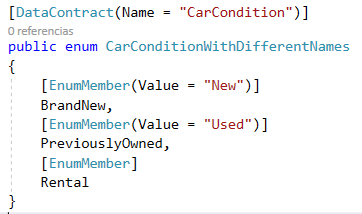 [DataContract(Name = "CarCondition")]
0 referencias
public enum CarConditionWithDifferentNames
{
[EnumMember(Value = "New")]
BrandNew,
[EnumMember(Value = "Used")]
PreviouslyOwned,
[EnumMember]
Rental
}